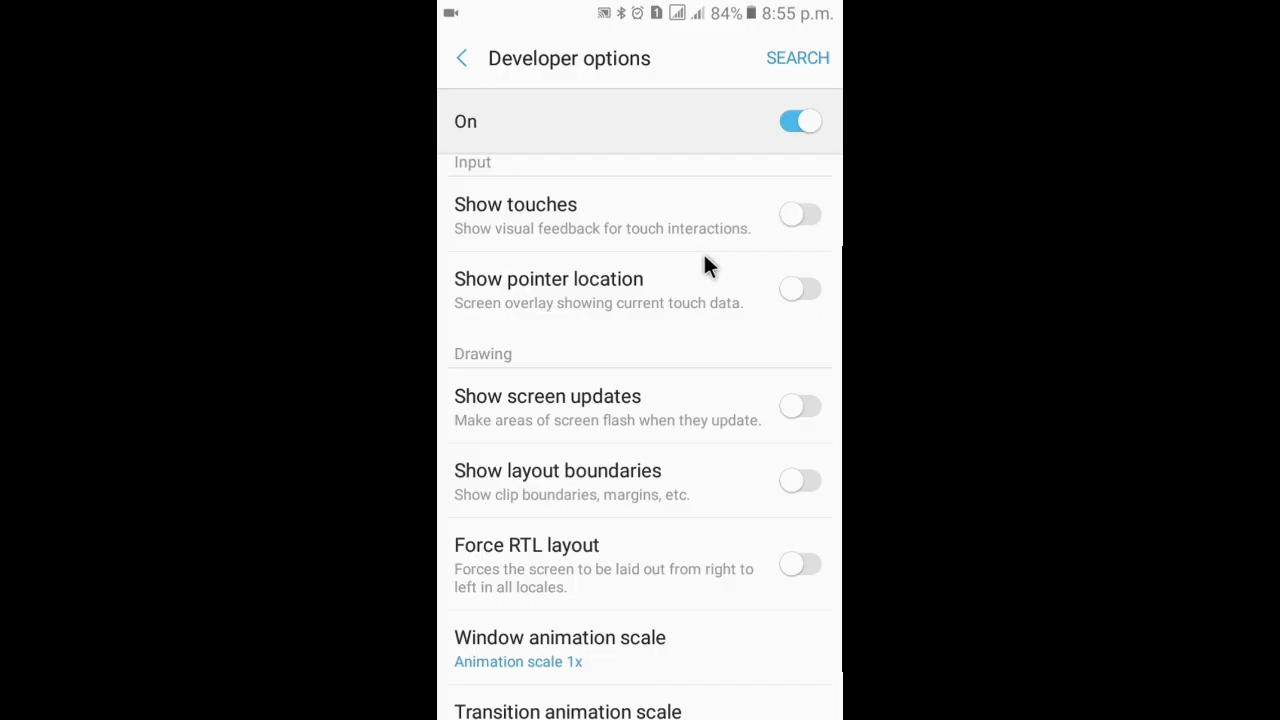 1 84% 8:55 p.m.
Developer options SEARCH
On
Input
Show touches
Show visual feedback for touch interactions.
Show pointer location
Screen overlay showing current touch data.
Drawing
Show screen updates
Make areas of screen flash when they update.
Show layout boundaries
Show clip boundaries, margins, etc.
Force RTL layout
Forces the screen to be laid out from right to
left in all locales.
Window animation scale
Animation scale 1x
Transition animation scale